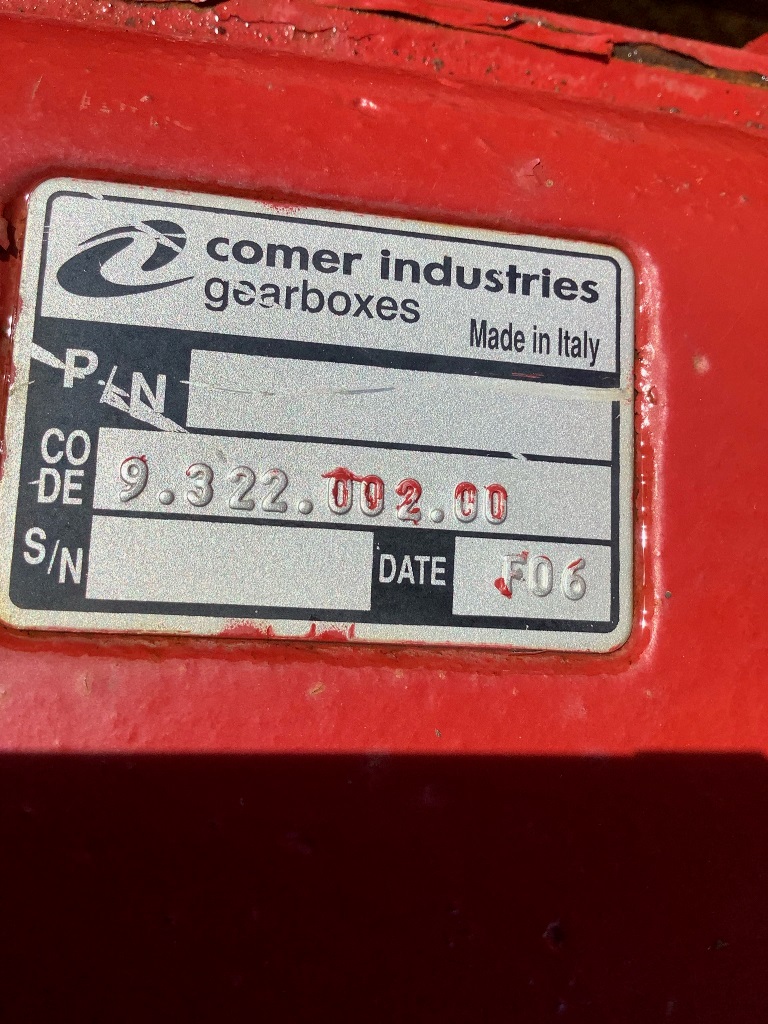 comer industries
gearboxes
Made in Italy
P/N
CO
DE
9.322.002.00
S/N
DATE
F06